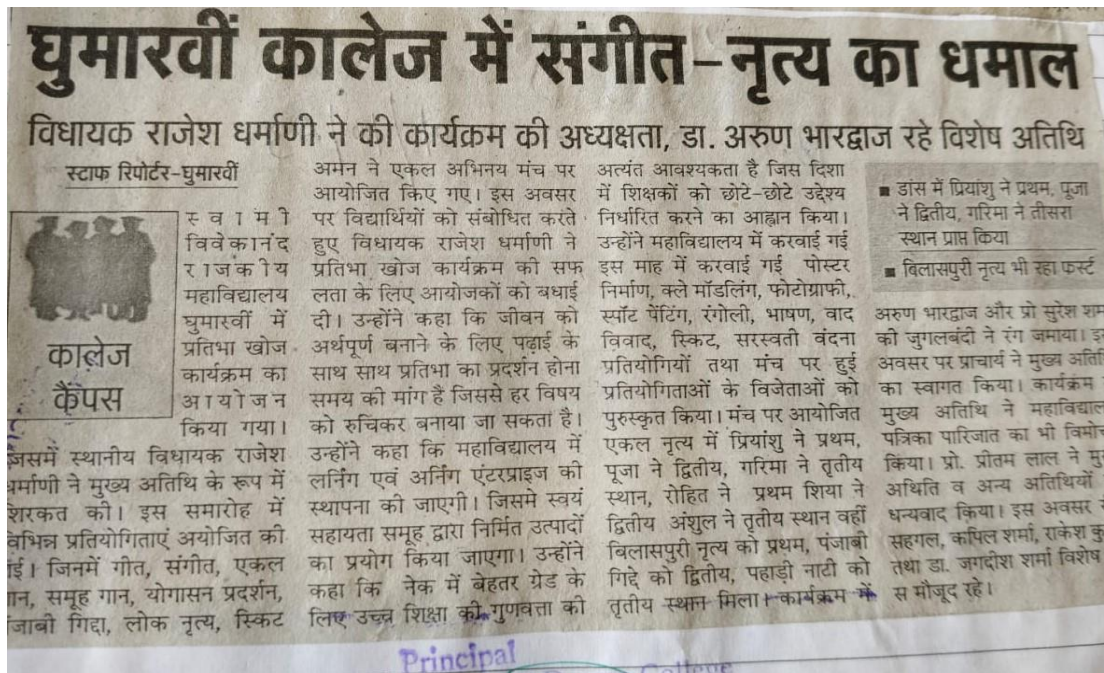 घुमारवीं कालेज में संगीत-नृत्य का धमाल
विधायक राजेश धर्माणी ने की कार्यक्रम की अध्यक्षता, डा. अरुण भारद्वाज रहे विशेष अतिथि
स्टाफ रिपोर्टर-घुमारवीं
कालेज
कैंपस
स्वामी
विवेकानंद
राजकीय
महाविद्यालय
घुमारवीं में
प्रतिभा खोज
कार्यक्रम का
आयोजन
किया गया।
जिसमें स्थानीय विधायक राजेश
धर्माणी ने मुख्य अतिथि के रूप में
शिरकत की। इस समारोह में
विभिन्न प्रतियोगिताएं अयोजित की
गई। जिनमें गीत, संगीत, एकल
गान, समूह गान, योगासन प्रदर्शन,
पंजाबी गिद्दा, लोक नृत्य, स्किट
अमन ने एकल अभिनय मंच पर
आयोजित किए गए। इस अवसर
पर विद्यार्थियों को संबोधित करते
हुए विधायक राजेश धर्माणी ने
प्रतिभा खोज कार्यक्रम की सफ
लता के लिए आयोजकों को बधाई
दी। उन्होंने कहा कि जीवन को
अर्थपूर्ण बनाने के लिए पढ़ाई के
साथ साथ प्रतिभा का प्रदर्शन होना
समय की मांग है जिससे हर विषय
को रुचिकर बनाया जा सकता है।
उन्होंने कहा कि महाविद्यालय में
लर्निंग एवं अर्निंग एंटरप्राइज की
स्थापना की जाएगी। जिसमे स्वयं
सहायता समूह द्वारा निर्मित उत्पादों
का प्रयोग किया जाएगा। उन्होंने
कहा कि नेक में बेहतर ग्रेड के
लिए उच्च शिक्षा की गुणवत्ता की
अत्यंत आवश्यकता है जिस दिशा
में शिक्षकों को छोटे-छोटे उद्देश्य
निर्धारित करने का आह्वान किया।
उन्होंने महाविद्यालय में करवाई गई
इस माह में करवाई गई पोस्टर
निर्माण, क्ले मॉडलिंग, फोटोग्राफी,
स्पॉट पेंटिंग, रंगोली, भाषण, वाद
विवाद, स्किट, सरस्वती वंदना
प्रतियोगियों तथा मंच पर हुई
प्रतियोगिताओं के विजेताओं को
पुरुस्कृत किया। मंच पर आयोजित
एकल नृत्य में प्रियांशु ने प्रथम,
पूजा ने द्वितीय, गरिमा ने तृतीय
स्थान, रोहित ने प्रथम शिया ने
द्वितीय अंशुल ने तृतीय स्थान वहीं
बिलासपुरी नृत्य को प्रथम, पंजाबी
गिद्दे को द्वितीय, पहाड़ी नाटी को
तृतीय स्थान मिला। कार्यक्रम में
■ डांस में प्रियांशु ने प्रथम, पूजा
ने द्वितीय, गरिमा ने तीसरा
स्थान प्राप्त किया
■ बिलासपुरी नृत्य भी रहा फर्स्ट
अरुण भारद्वाज और प्रो सुरेश
की जुगलबंदी ने रंग जमाया।
अवसर पर प्राचार्य ने मुख्य
का स्वागत किया। कार्यक्रम
मुख्य अतिथि ने
पत्रिका पारिजात का भी
किया। प्रो. प्रीतम लाल ने
अथिति व अन्य अतिथियों
धन्यवाद किया। इस अवसर
सहगल, कपिल शर्मा, राकेश
तथा डा. जगदीश शर्मा विशेष
स मौजूद रहे।
Principal
College